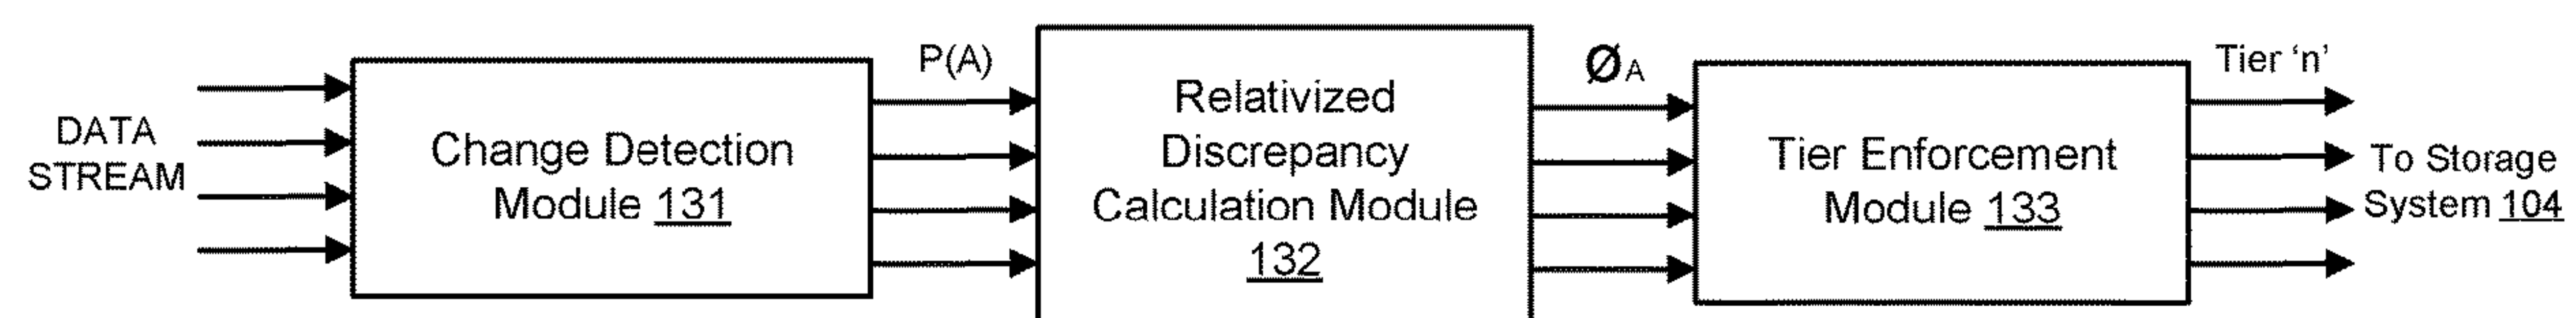 DATA
STREAM
Change Detection
Module 131
P(A)
Relativized
Discrepancy
Calculation Module
132
ØA
Tier Enforcement
Module 133
Tier ‘n’
To Storage
System 104